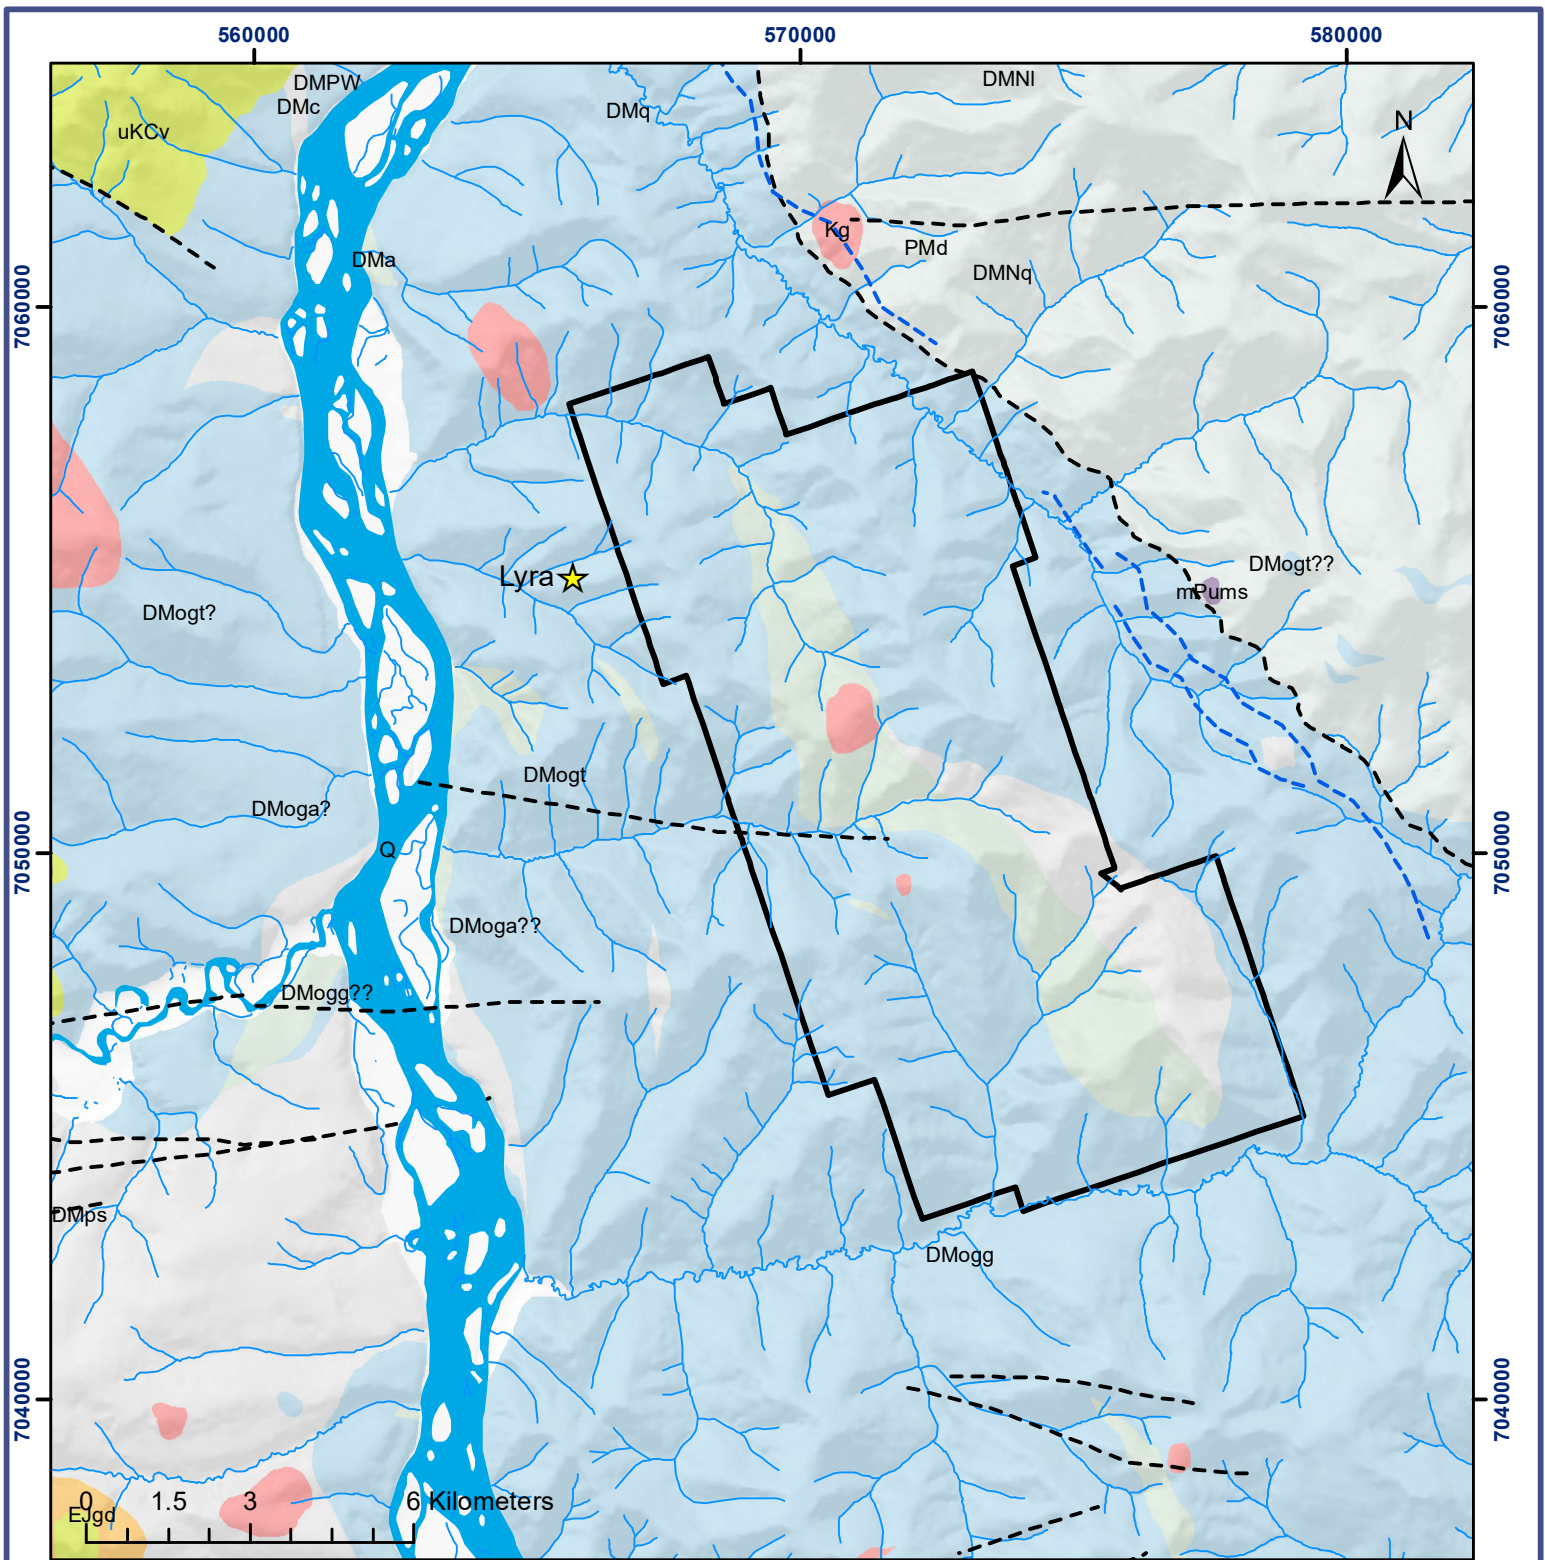 560000 570000 580000
DMPW
DMc
uKCv
DMq
DMNl
N
Kg
PMd
DMNq
DMa
7060000
7060000
Lyra
DMogt??
mPums
DMogt?
DMogt
DMoga?
Q
7050000
7050000
DMoga??
DMogg??
DMps
DMogg
7040000
7040000
0 1.5 3 6 Kilometers
EJgd